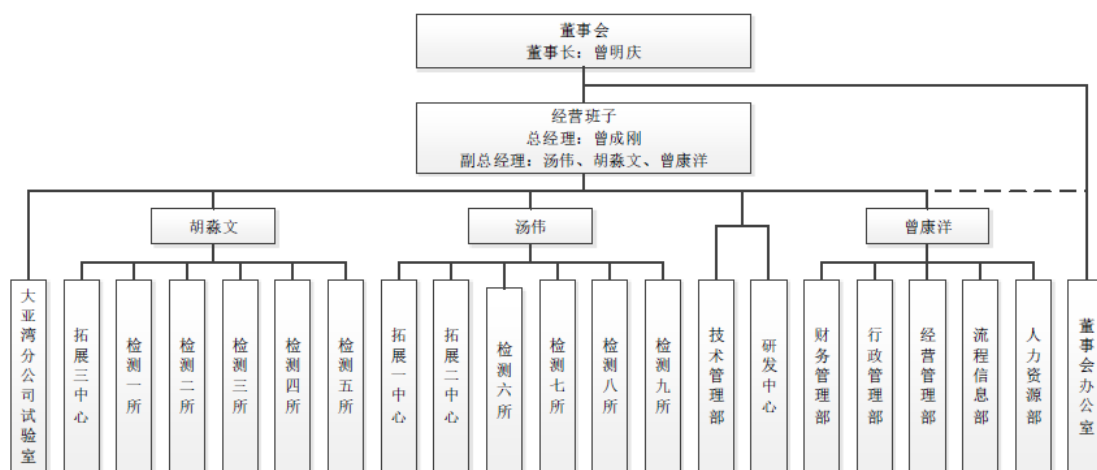 董事会
董事长：曾明庆
经营班子
总经理：曾成刚
副总经理：汤伟、胡淼文、曾康洋
胡淼文
汤伟
曾康洋
大亚湾分公司试验室
拓展三中心
检测一所
检测二所
检测三所
检测四所
检测五所
拓展一中心
拓展二中心
检测六所
检测七所
检测八所
检测九所
技术管理部
研发中心
财务管理部
行政管理部
经营管理部
流程信息部
人力资源部
董事会办公室